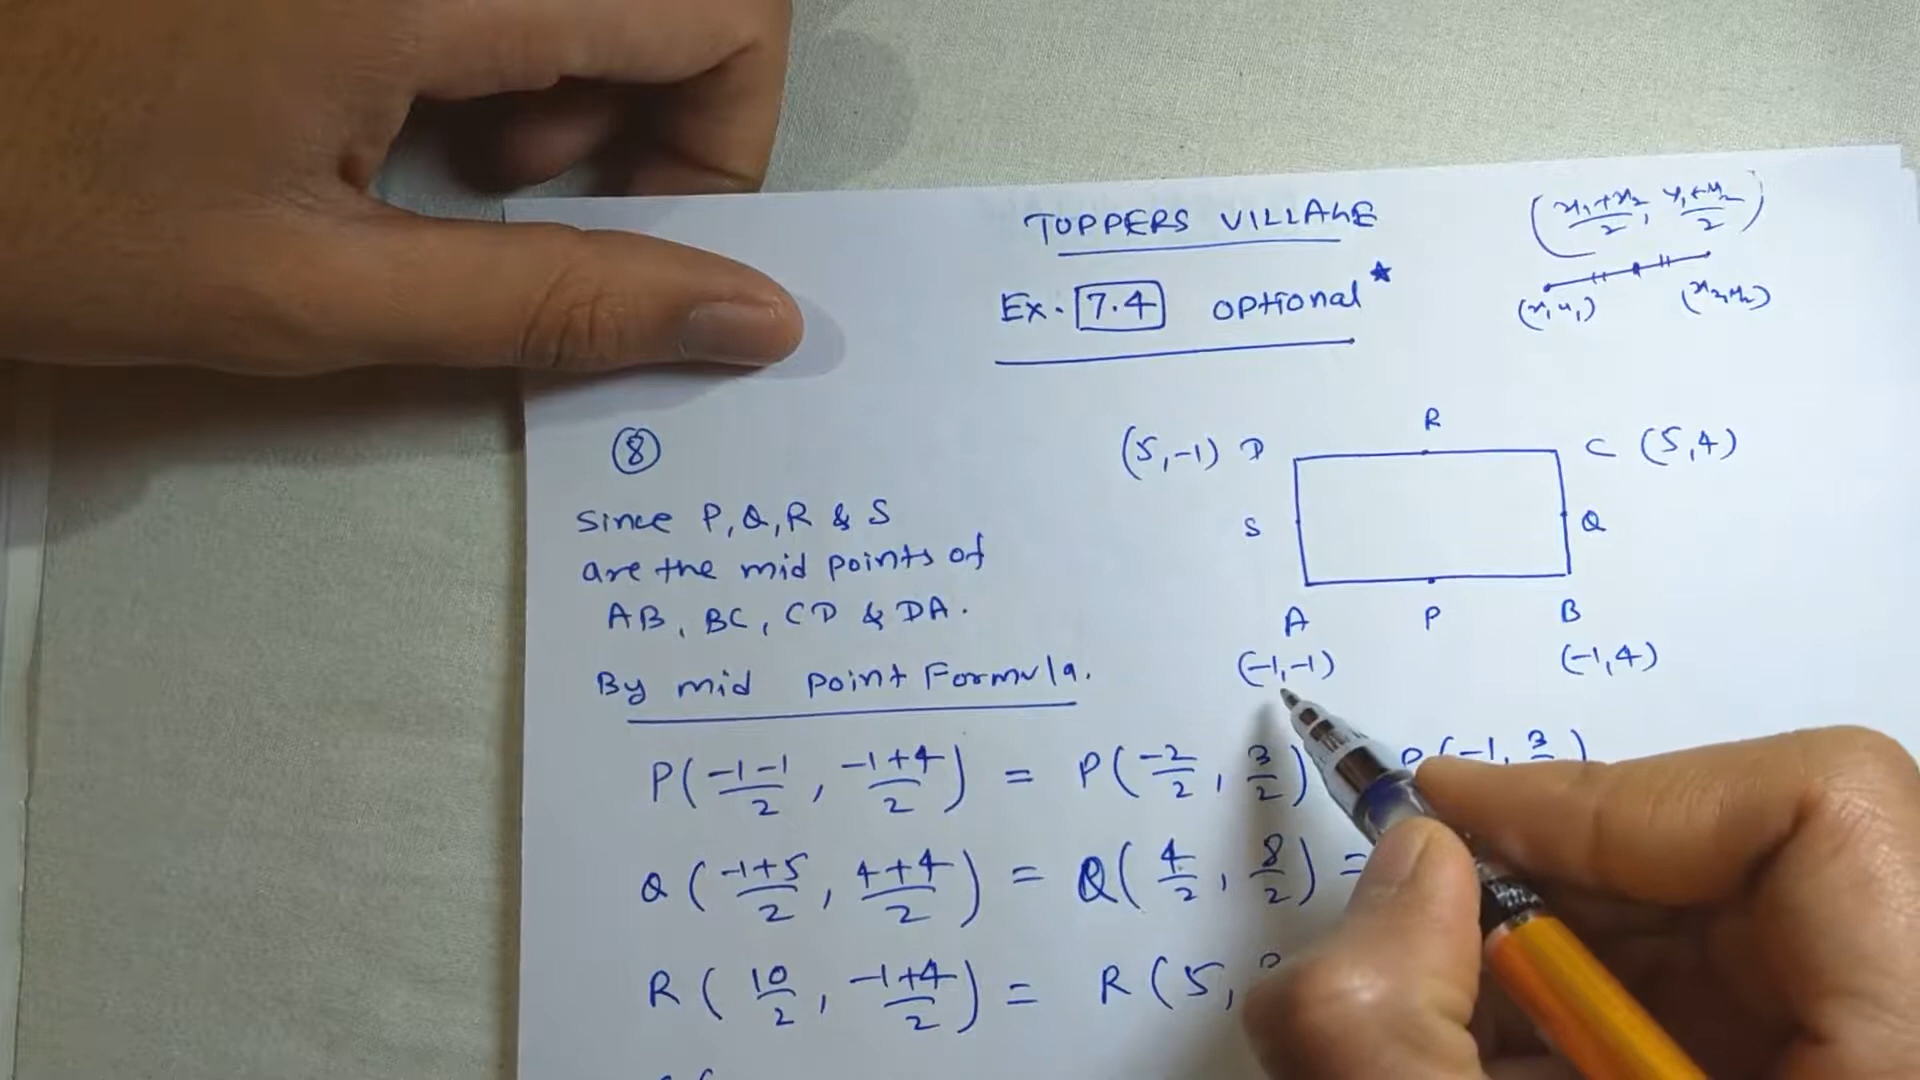 TOPPERS VILLAGE
Ex. 7.4 OPTIONAL*
(x₁+x₂/2, y₁+y₂/2)
(x₁,y₁) (x₂,y₂)
8
Since P, Q, R & S
are the mid points of
AB, BC, CD & DA.
By mid point Formula.
R
(5,-1) D C (5,4)
S Q
A P B
(-1,-1) (-1,4)
P(-1-1/2, -1+4/2) = P(-2/2, 3/2) P(-1, 3
Q(-1+5/2, 4+4/2) = Q(4/2, 8/2) =
R(10/2, -1+4/2) = R(5,